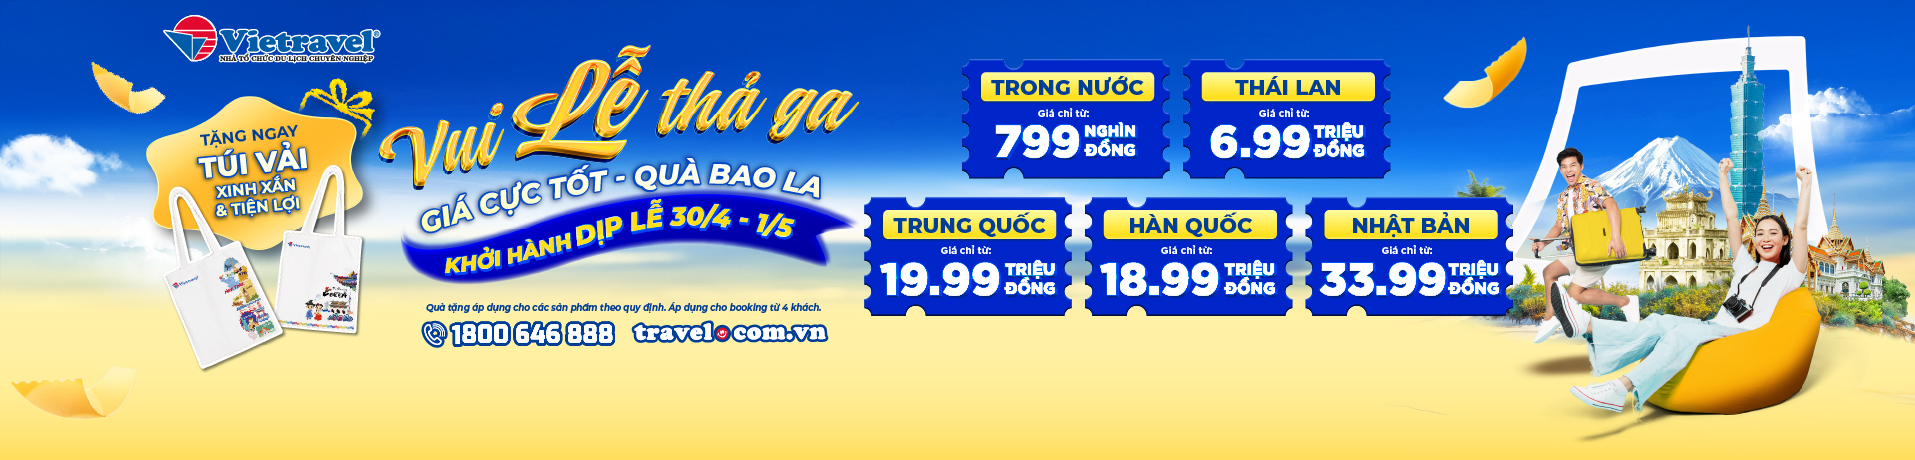 Vietravel®
NHÀ TỔ CHỨC DU LỊCH CHUYÊN NGHIỆP
TẶNG NGAY
TÚI VẢI
XINH XẮN
& TIỆN LỢI
Vietravel
Vietravel
KOREA
Vui Lễ thả ga
GIÁ CỰC TỐT - QUÀ BAO LA
KHỞI HÀNH DỊP LỄ 30/4 - 1/5
Quà tặng áp dụng cho các sản phẩm theo quy định. Áp dụng cho booking từ 4 khách.
1800 646 888 travel.com.vn
TRONG NƯỚC
Giá chỉ từ:
799 NGHÌN
ĐỒNG
THÁI LAN
Giá chỉ từ:
6.99 TRIỆU
ĐỒNG
TRUNG QUỐC
Giá chỉ từ:
19.99 TRIỆU
ĐỒNG
HÀN QUỐC
Giá chỉ từ:
18.99 TRIỆU
ĐỒNG
NHẬT BẢN
Giá chỉ từ:
33.99 TRIỆU
ĐỒNG